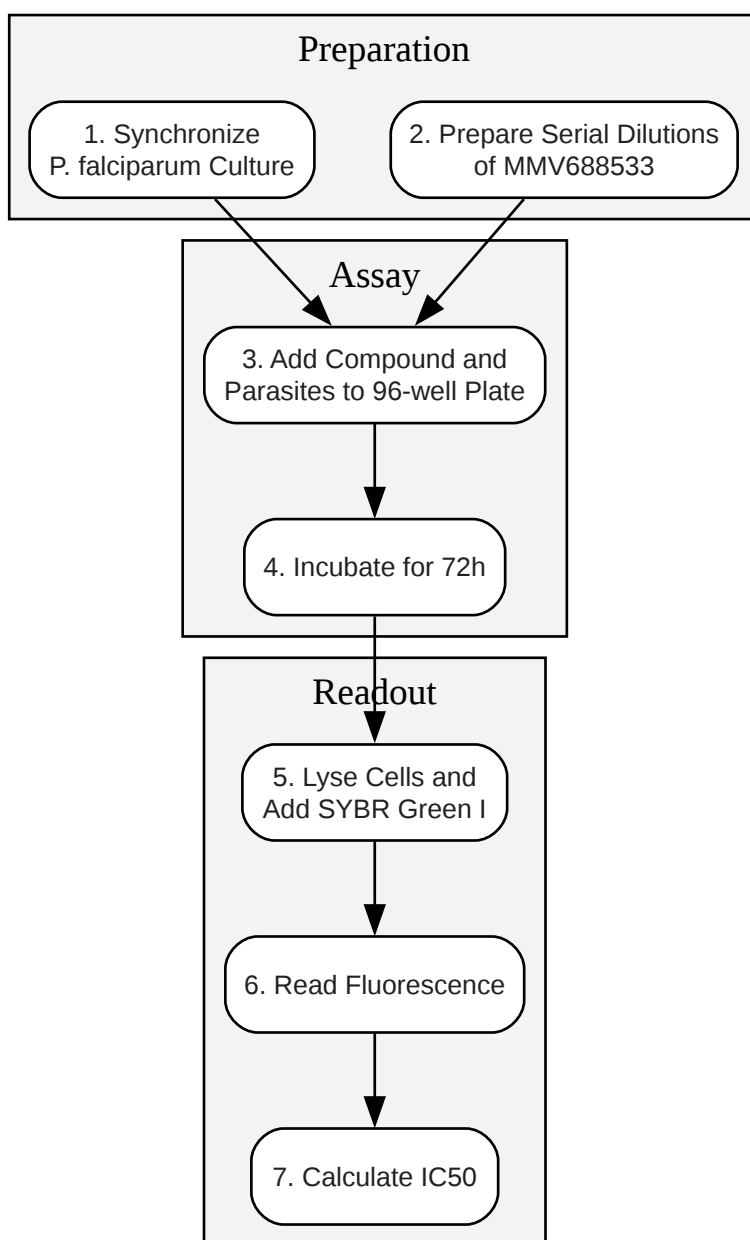 Preparation
1. Synchronize
P. falciparum Culture
2. Prepare Serial Dilutions
of MMV688533
Assay
3. Add Compound and
Parasites to 96-well Plate
4. Incubate for 72h
Readout
5. Lyse Cells and
Add SYBR Green I
6. Read Fluorescence
7. Calculate IC50